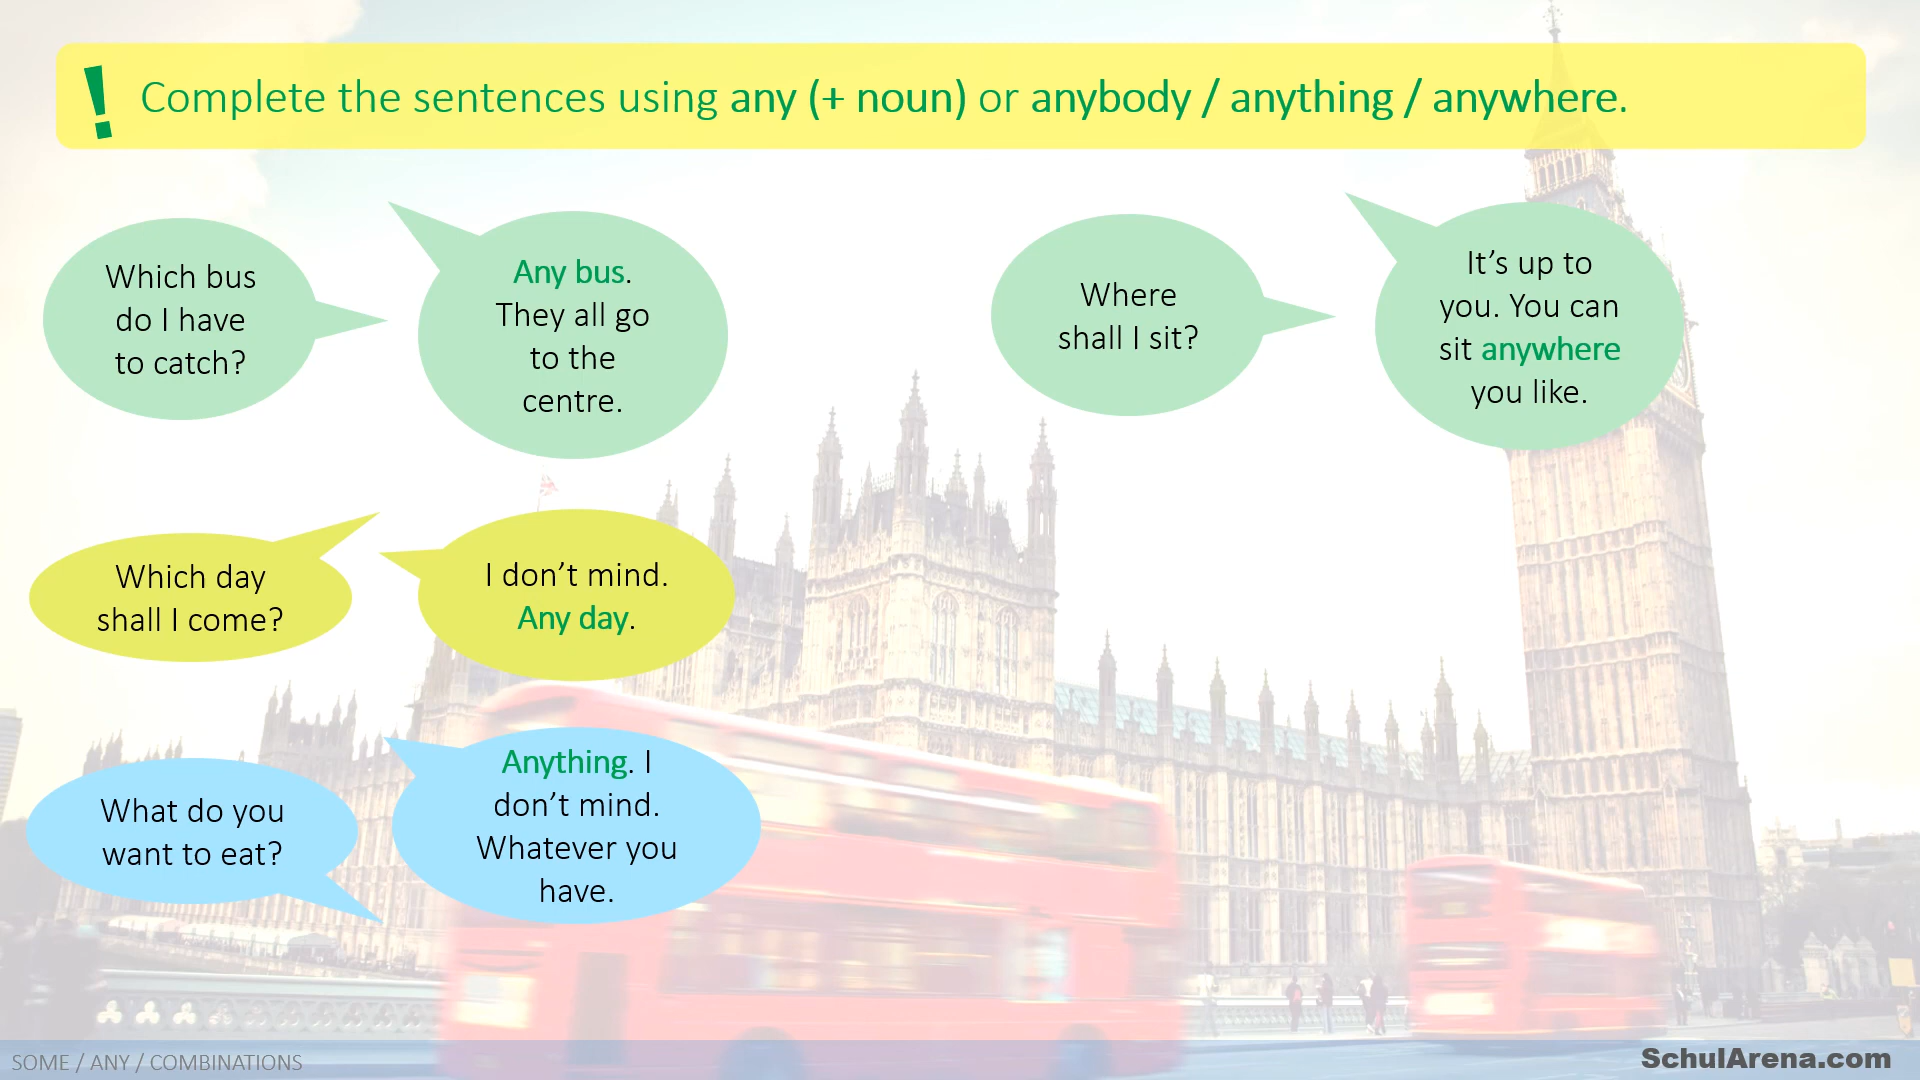 ! Complete the sentences using any (+ noun) or anybody / anything / anywhere.
Which bus
do I have
to catch?
Any bus.
They all go
to the
centre.
Where
shall I sit?
It’s up to
you. You can
sit anywhere
you like.
Which day
shall I come?
I don’t mind.
Any day.
What do you
want to eat?
Anything. I
don’t mind.
Whatever you
have.
SOME / ANY / COMBINATIONS
SchulArena.com